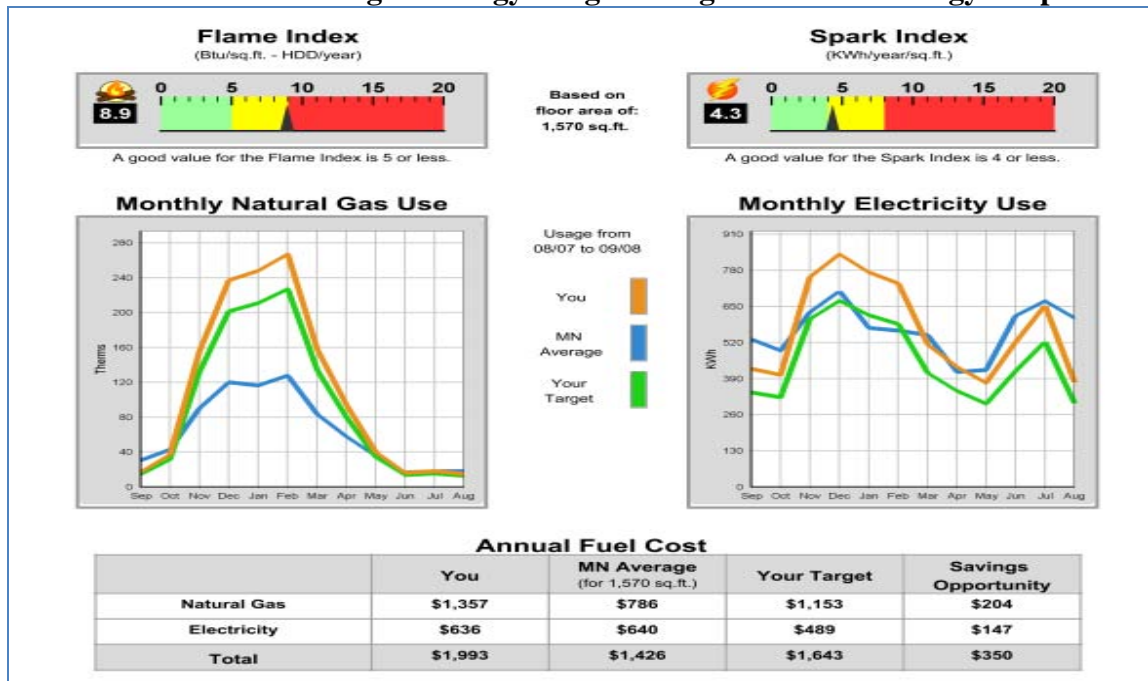 Flame Index
(Btu/sq.ft. - HDD/year)
0 5 10 15 20
8.9
A good value for the Flame Index is 5 or less.
Based on
floor area of:
1,570 sq.ft.
Spark Index
(KWh/year/sq.ft.)
0 5 10 15 20
4.3
A good value for the Spark Index is 4 or less.
Monthly Natural Gas Use
280
240
200
160
120
80
40
0
Therms
Sep Oct Nov Dec Jan Feb Mar Apr May Jun Jul Aug
Usage from
08/07 to 09/08
You
MN
Average
Your
Target
Monthly Electricity Use
910
780
650
520
390
260
130
0
KWh
Sep Oct Nov Dec Jan Feb Mar Apr May Jun Jul Aug
Annual Fuel Cost
You MN Average Your Target Savings
(for 1,570 sq.ft.) Opportunity
Natural Gas $1,357 $786 $1,153 $204
Electricity $636 $640 $489 $147
Total $1,993 $1,426 $1,643 $350